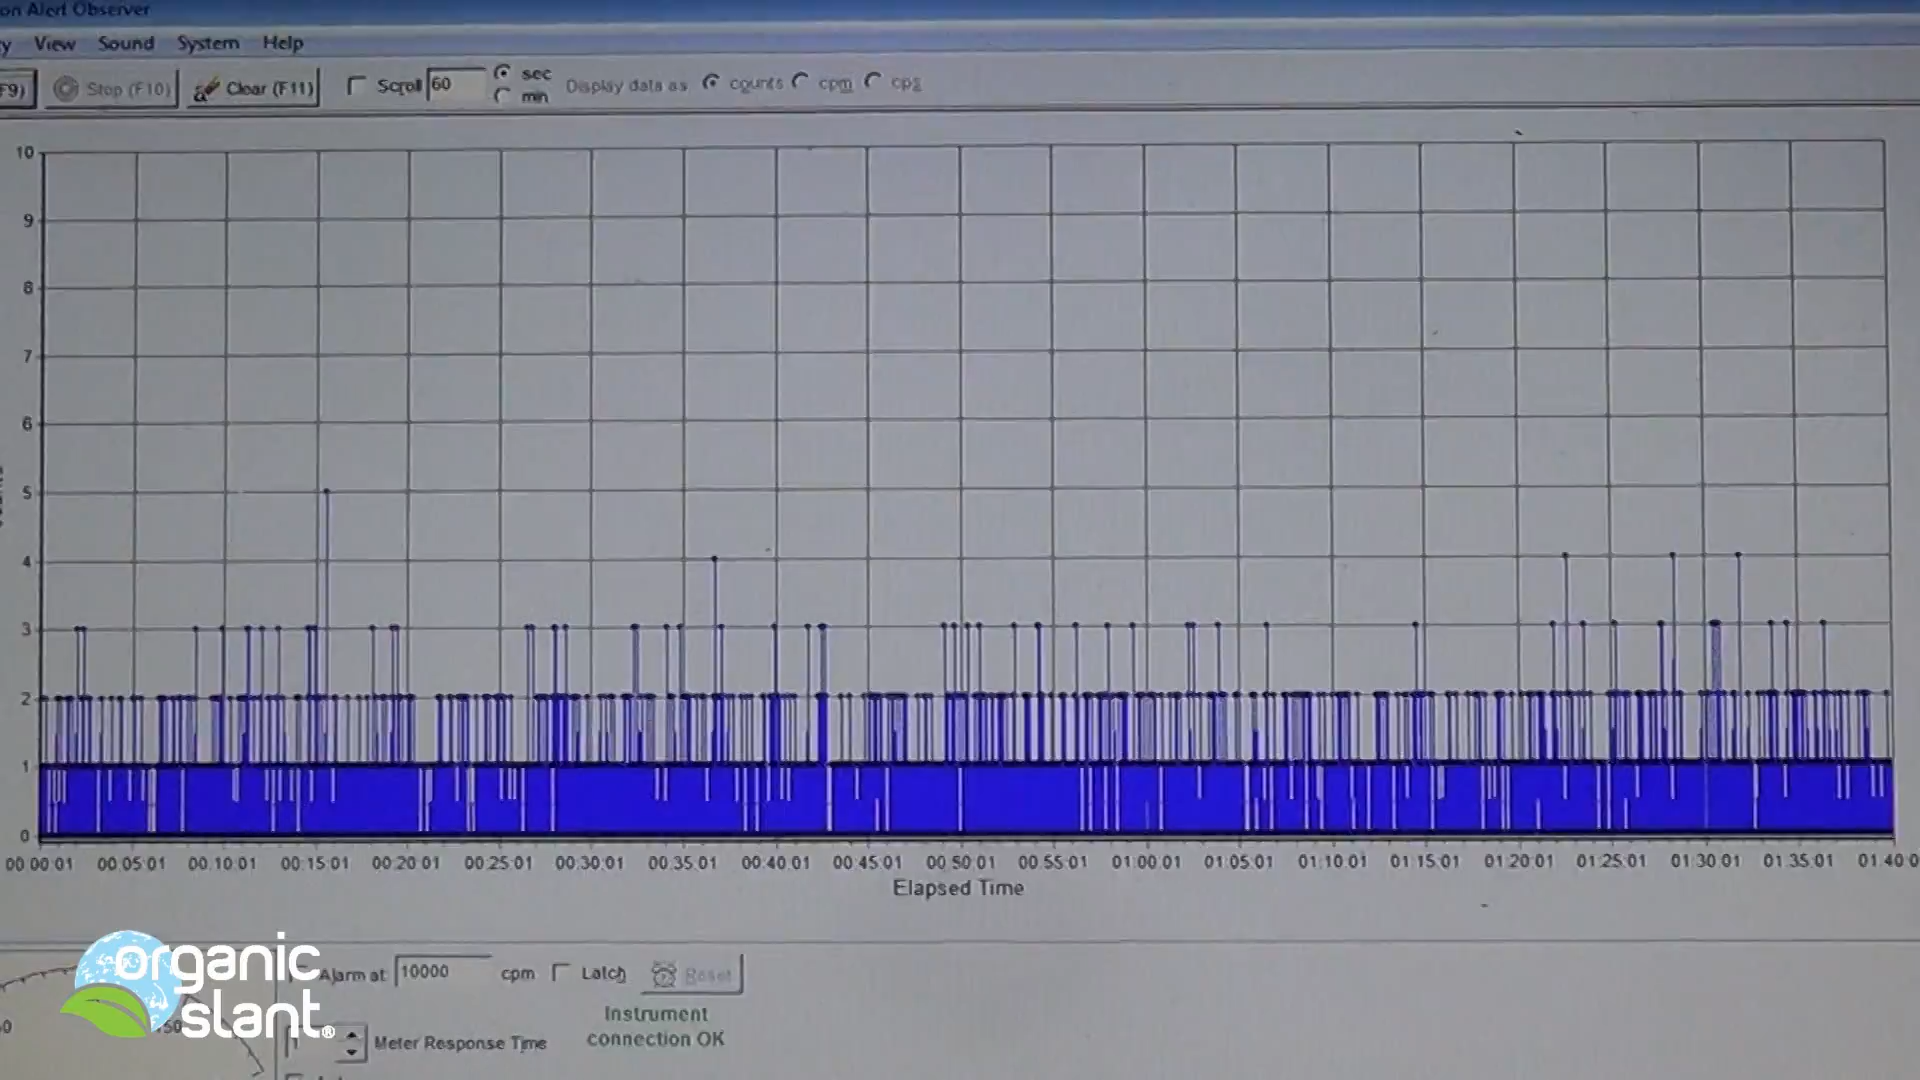 on Alert Observer
y View Sound System Help
F9) Stop (F10) Clear (F11) Scroll 60 sec min Display data as counts cpm cps
10
9
8
7
6
5
4
3
2
1
0
00:00:01 00:05:01 00:10:01 00:15:01 00:20:01 00:25:01 00:30:01 00:35:01 00:40:01 00:45:01 00:50:01 00:55:01 01:00:01 01:05:01 01:10:01 01:15:01 01:20:01 01:25:01 01:30:01 01:35:01 01:40:0
Elapsed Time
organic
slant®
Alarm at 10000 cpm Latch Reset
Instrument
connection OK
1 Meter Response Time